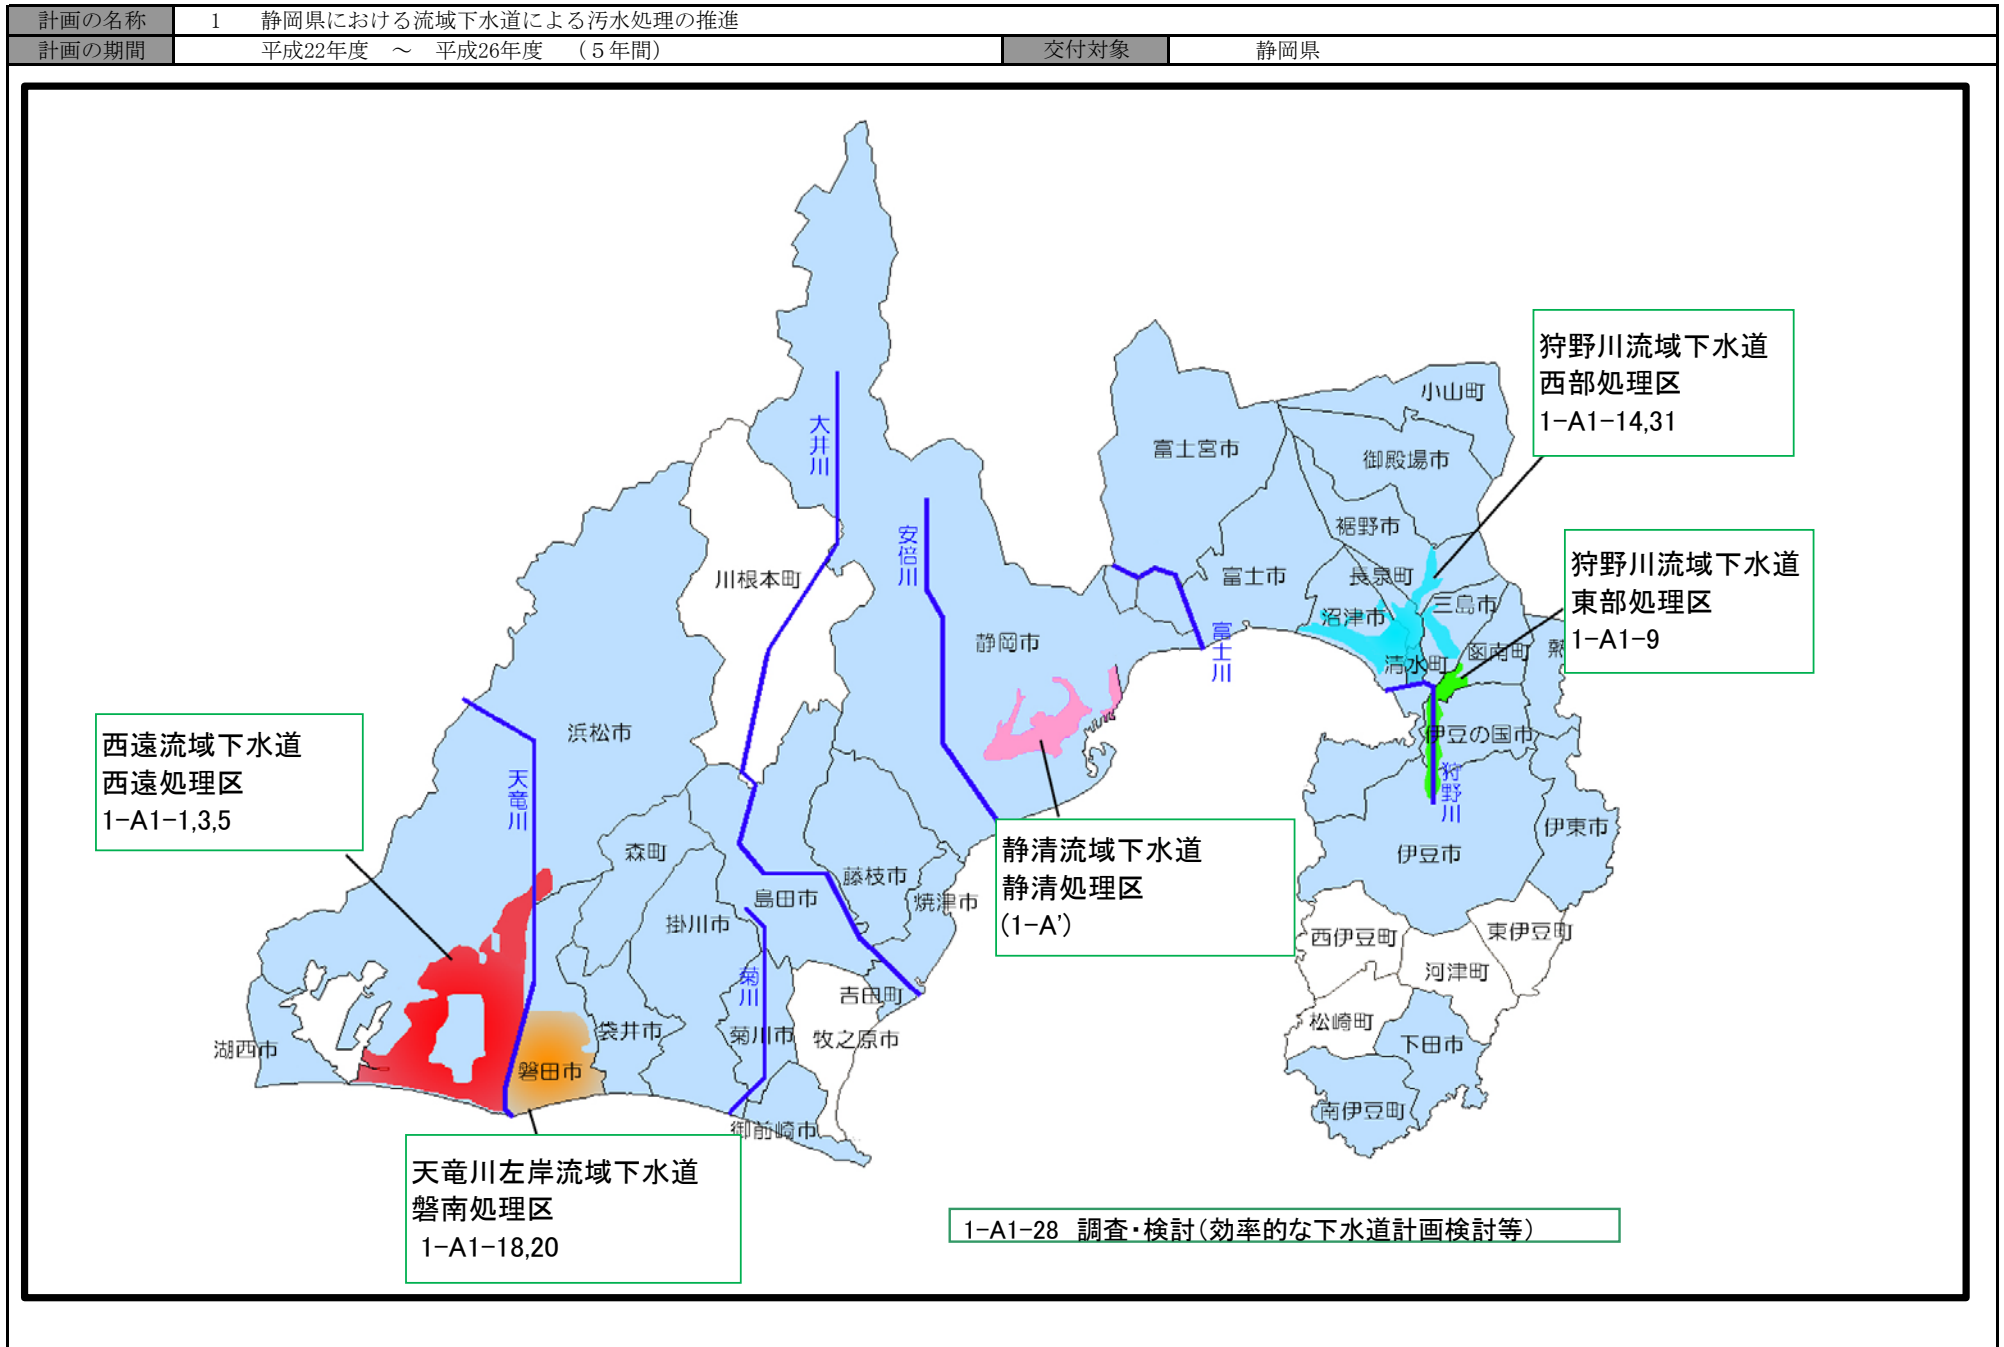 計画の名称 1 静岡県における流域下水道による汚水処理の推進
計画の期間 平成22年度 ～ 平成26年度 （５年間） 交付対象 静岡県
狩野川流域下水道
西部処理区
1-A1-14,31
小山町
大井川
富士宮市
御殿場市
裾野市
安倍川
狩野川流域下水道
東部処理区
1-A1-9
川根本町
富士市
長泉町
三島市
沼津市
静岡市
富士川
函南町
熱
清水町
西遠流域下水道
西遠処理区
1-A1-1,3,5
浜松市
伊豆の国市
天竜川
狩野川
伊東市
森町
伊豆市
静清流域下水道
静清処理区
(1-A')
藤枝市
島田市
焼津市
掛川市
西伊豆町
東伊豆町
河津町
菊川
吉田町
湖西市
袋井市
菊川市
牧之原市
松崎町
下田市
磐田市
南伊豆町
御前崎市
天竜川左岸流域下水道
磐南処理区
1-A1-18,20
1-A1-28 調査・検討（効率的な下水道計画検討等）